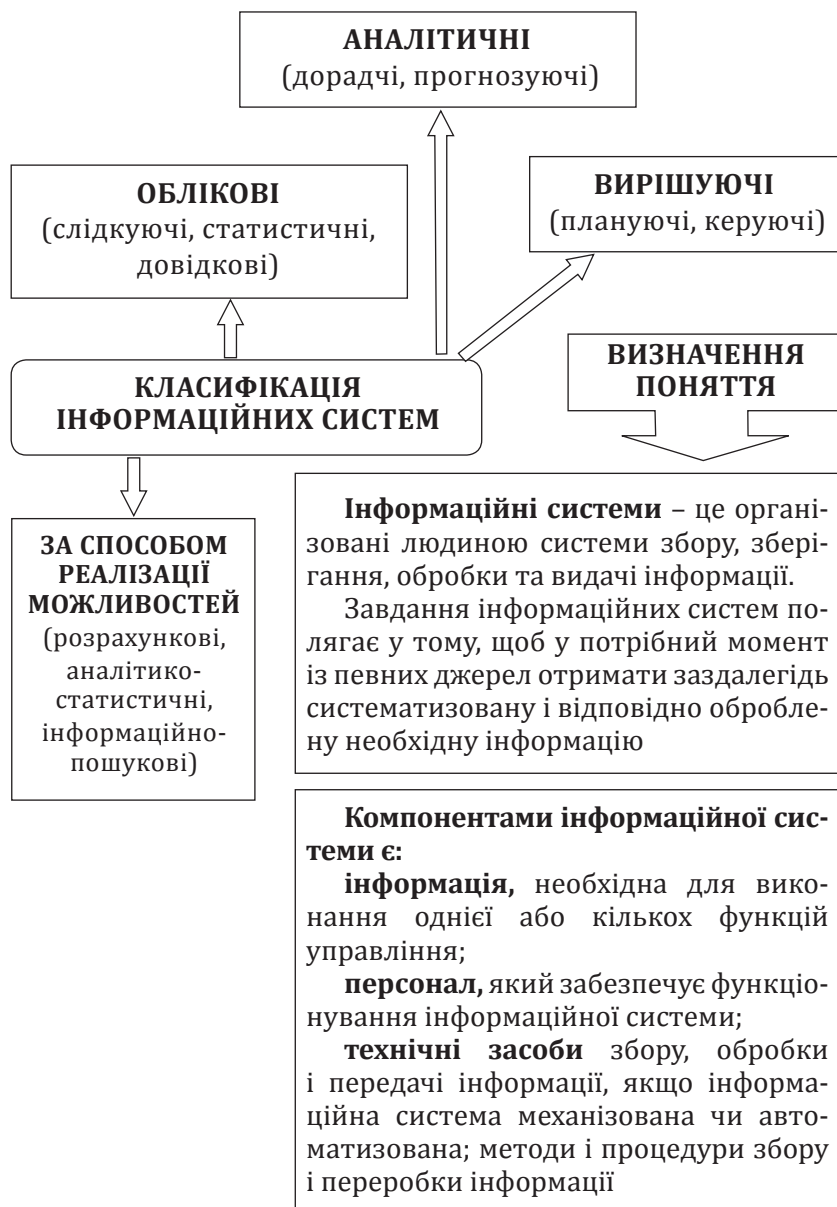 АНАЛІТИЧНІ
(дорадчі, прогнозуючі)
ОБЛІКОВІ
(слідкуючі, статистичні,
довідкові)
ВИРІШУЮЧІ
(плануючі, керуючі)
КЛАСИФІКАЦІЯ
ІНФОРМАЦІЙНИХ СИСТЕМ
ВИЗНАЧЕННЯ
ПОНЯТТЯ
ЗА СПОСОБОМ
РЕАЛІЗАЦІЇ
МОЖЛИВОСТЕЙ
(розрахункові,
аналітико-
статистичні,
інформаційно-
пошукові)
Інформаційні системи – це органі-
зовані людиною системи збору, збері-
гання, обробки та видачі інформації.
Завдання інформаційних систем по-
лягає у тому, щоб у потрібний момент
із певних джерел отримати заздалегідь
систематизовану і відповідно обробле-
ну необхідну інформацію
Компонентами інформаційної сис-
теми є:
інформація, необхідна для вико-
нання однієї або кількох функцій
управління;
персонал, який забезпечує функціо-
нування інформаційної системи;
технічні засоби збору, обробки
і передачі інформації, якщо інформа-
ційна система механізована чи авто-
матизована; методи і процедури збору
і переробки інформації